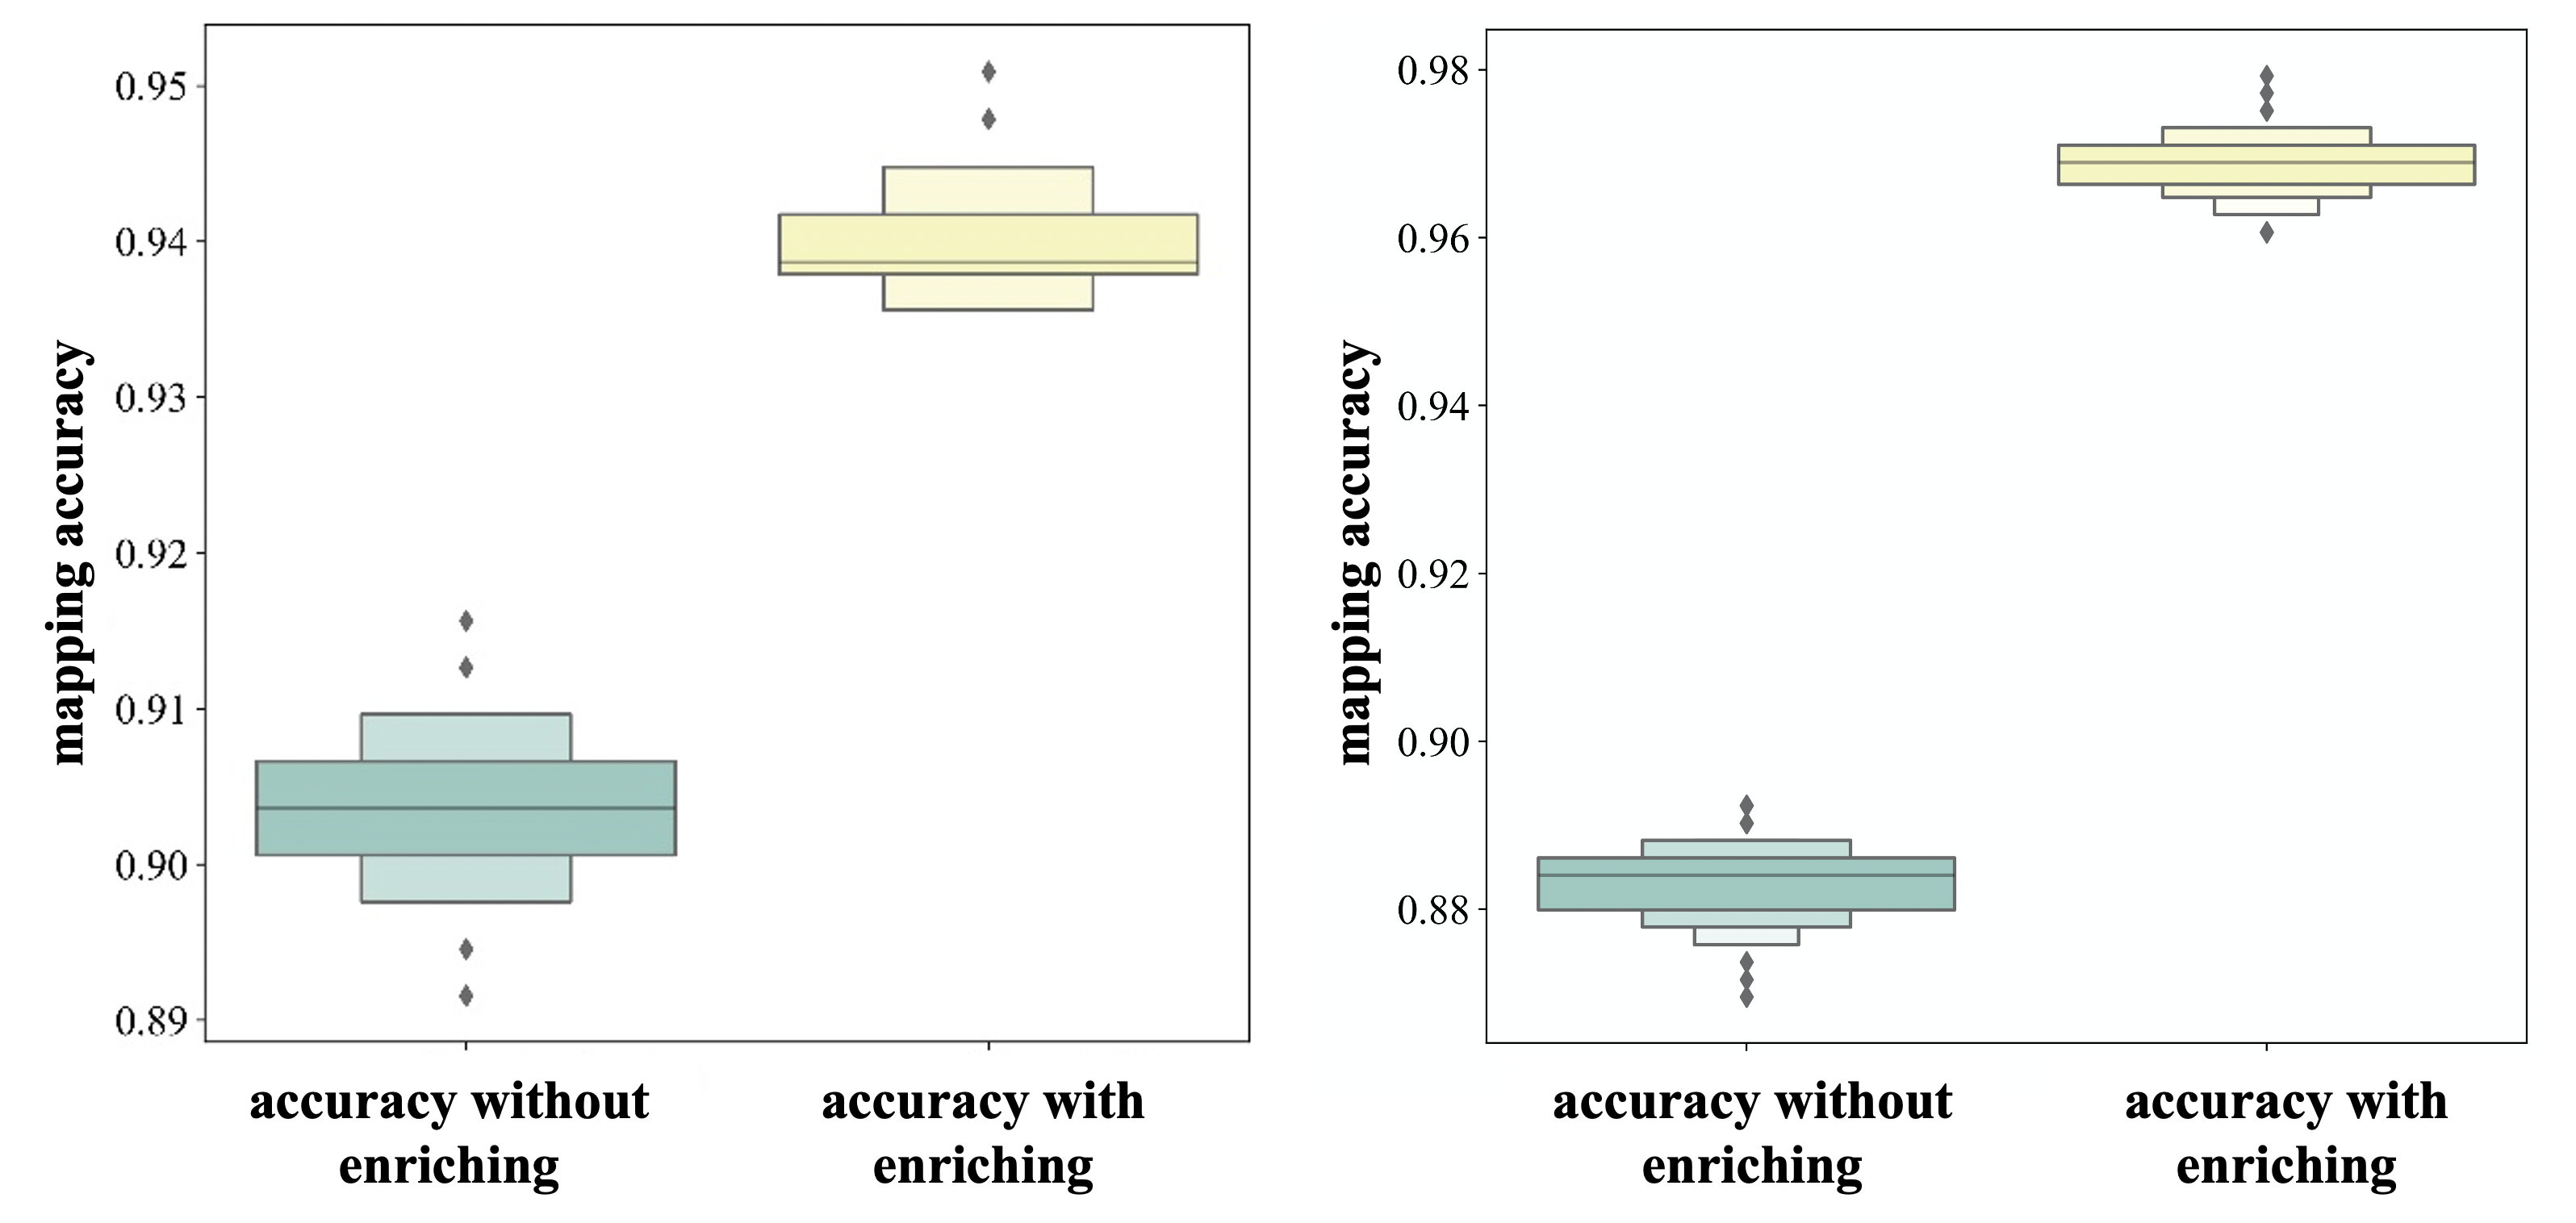 mapping accuracy
0.95
0.94
0.93
0.92
0.91
0.90
0.89
accuracy without
enriching
accuracy with
enriching
mapping accuracy
0.98
0.96
0.94
0.92
0.90
0.88
accuracy without
enriching
accuracy with
enriching